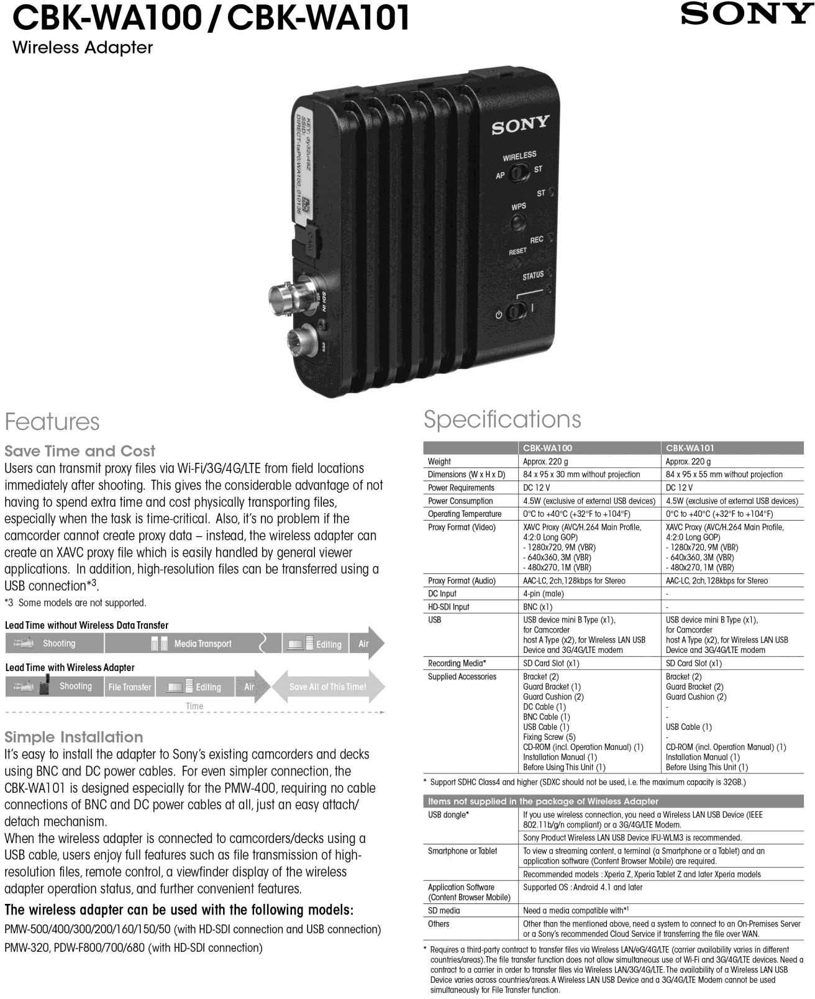 CBK-WA100 / CBK-WA101
SONY
Wireless Adapter
KEY: dy32u49Z
SSID:
DIRECT-taP0:WA100_010136
SONY
WIRELESS
AP
ST
ST
WPS
REC
RESET
STATUS
SDI IN
Features
Save Time and Cost
Users can transmit proxy files via Wi-Fi/3G/4G/LTE from field locations
immediately after shooting. This gives the considerable advantage of not
having to spend extra time and cost physically transporting files,
especially when the task is time-critical. Also, it's no problem if the
camcorder cannot create proxy data – instead, the wireless adapter can
create an XAVC proxy file which is easily handled by general viewer
applications. In addition, high-resolution files can be transferred using a
USB connection*3.
*3 Some models are not supported.
Lead Time without Wireless Data Transfer
Shooting Media Transport Editing Air
Lead Time with Wireless Adapter
Shooting File Transfer Editing Air Save All of This Time!
Time
Simple Installation
It's easy to install the adapter to Sony's existing camcorders and decks
using BNC and DC power cables. For even simpler connection, the
CBK-WA101 is designed especially for the PMW-400, requiring no cable
connections of BNC and DC power cables at all, just an easy attach/
detach mechanism.
When the wireless adapter is connected to camcorders/decks using a
USB cable, users enjoy full features such as file transmission of high-
resolution files, remote control, a viewfinder display of the wireless
adapter operation status, and further convenient features.
The wireless adapter can be used with the following models:
PMW-500/400/300/200/160/150/50 (with HD-SDI connection and USB connection)
PMW-320, PDW-F800/700/680 (with HD-SDI connection)
Specifications
CBK-WA100 CBK-WA101
Weight Approx. 220 g Approx. 220 g
Dimensions (W x H x D) 84 x 95 x 30 mm without projection 84 x 95 x 55 mm without projection
Power Requirements DC 12 V DC 12 V
Power Consumption 4.5W (exclusive of external USB devices) 4.5W (exclusive of external USB devices)
Operating Temperature 0°C to +40°C (+32°F to +104°F) 0°C to +40°C (+32°F to +104°F)
Proxy Format (Video) XAVC Proxy (AVC/H.264 Main Profile, XAVC Proxy (AVC/H.264 Main Profile,
4:2:0 Long GOP) 4:2:0 Long GOP)
- 1280x720, 9M (VBR) - 1280x720, 9M (VBR)
- 640x360, 3M (VBR) - 640x360, 3M (VBR)
- 480x270, 1M (VBR) - 480x270, 1M (VBR)
Proxy Format (Audio) AAC-LC, 2ch,128kbps for Stereo AAC-LC, 2ch,128kbps for Stereo
DC Input 4-pin (male) -
HD-SDI Input BNC (x1) -
USB USB device mini B Type (x1), USB device mini B Type (x1),
for Camcorder for Camcorder
host A Type (x2), for Wireless LAN USB host A Type (x2), for Wireless LAN USB
Device and 3G/4G/LTE modem Device and 3G/4G/LTE modem
Recording Media* SD Card Slot (x1) SD Card Slot (x1)
Supplied Accessories Bracket (2) Bracket (2)
Guard Bracket (1) Guard Bracket (2)
Guard Cushion (2) Guard Cushion (2)
DC Cable (1) -
BNC Cable (1) -
USB Cable (1) USB Cable (1)
Fixing Screw (5) -
CD-ROM (incl. Operation Manual) (1) CD-ROM (incl. Operation Manual) (1)
Installation Manual (1) Installation Manual (1)
Before Using This Unit (1) Before Using This Unit (1)
* Support SDHC Class4 and higher (SDXC should not be used, i.e. the maximum capacity is 32GB.)
Items not supplied in the package of Wireless Adapter
USB dongle* If you use wireless connection, you need a Wireless LAN USB Device (IEEE
802.11b/g/n compliant) or a 3G/4G/LTE Modem.
Sony Product Wireless LAN USB Device IFU-WLM3 is recommended.
Smartphone or Tablet To view a streaming content, a terminal (a Smartphone or a Tablet) and an
application software (Content Browser Mobile) are required.
Recommended models : Xperia Z, Xperia Tablet Z and later Xperia models
Application Software Supported OS : Android 4.1 and later
(Content Browser Mobile)
SD media Need a media compatible with*1
Others Other than the mentioned above, need a system to connect to an On-Premises Server
or a Sony's recommended Cloud Service if transferring the file over WAN.
* Requires a third-party contract to transfer files via Wireless LAN/eG/4G/LTE (carrier availability varies in different
countries/areas).The file transfer function does not allow simultaneous use of Wi-Fi and 3G/4G/LTE devices. Need a
contract to a carrier in order to transfer files via Wireless LAN/3G/4G/LTE. The availability of a Wireless LAN USB
Device varies across countries/areas. A Wireless LAN USB Device and a 3G/4G/LTE Modem cannot be used
simultaneously for File Transfer function.